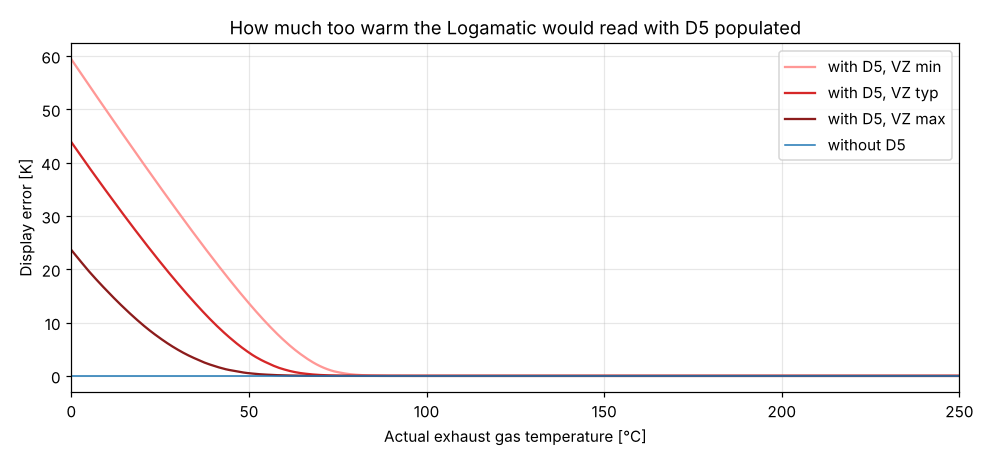 How much too warm the Logamatic would read with D5 populated
60
50
40
30
20
10
0
Display error [K]
with D5, VZ min
with D5, VZ typ
with D5, VZ max
without D5
0
50
100
150
200
250
Actual exhaust gas temperature [°C]